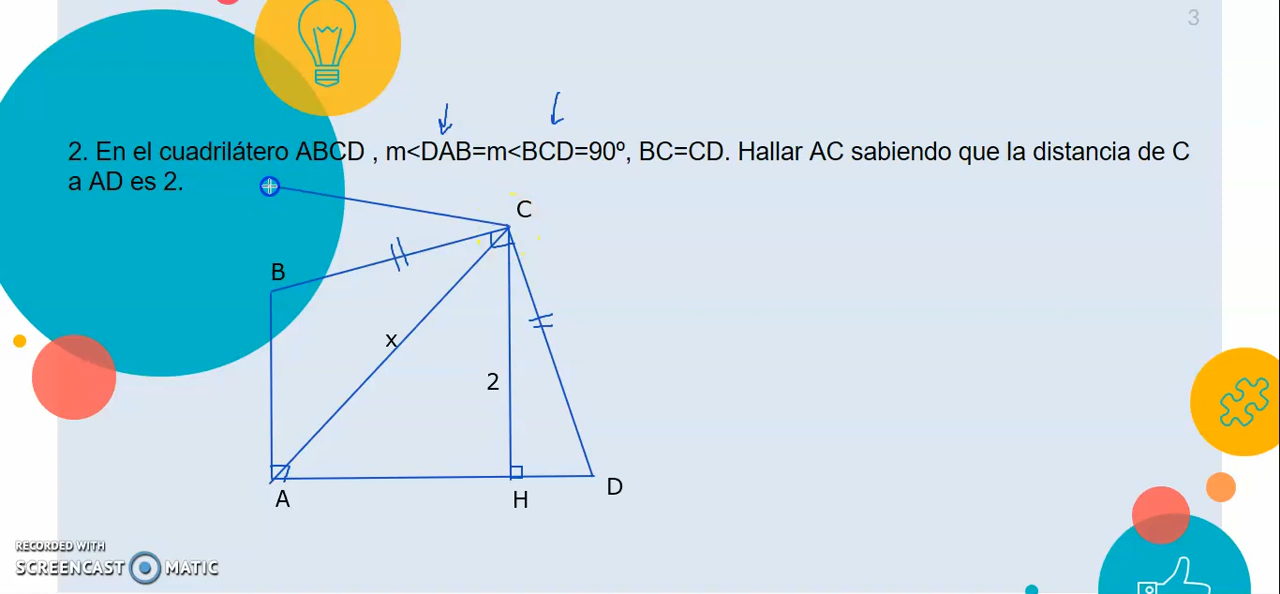 3
2. En el cuadrilátero ABCD , m<DAB=m<BCD=90º, BC=CD. Hallar AC sabiendo que la distancia de C
a AD es 2.
C
B
x
2
A
H
D
RECORDED WITH
SCREENCAST MATIC